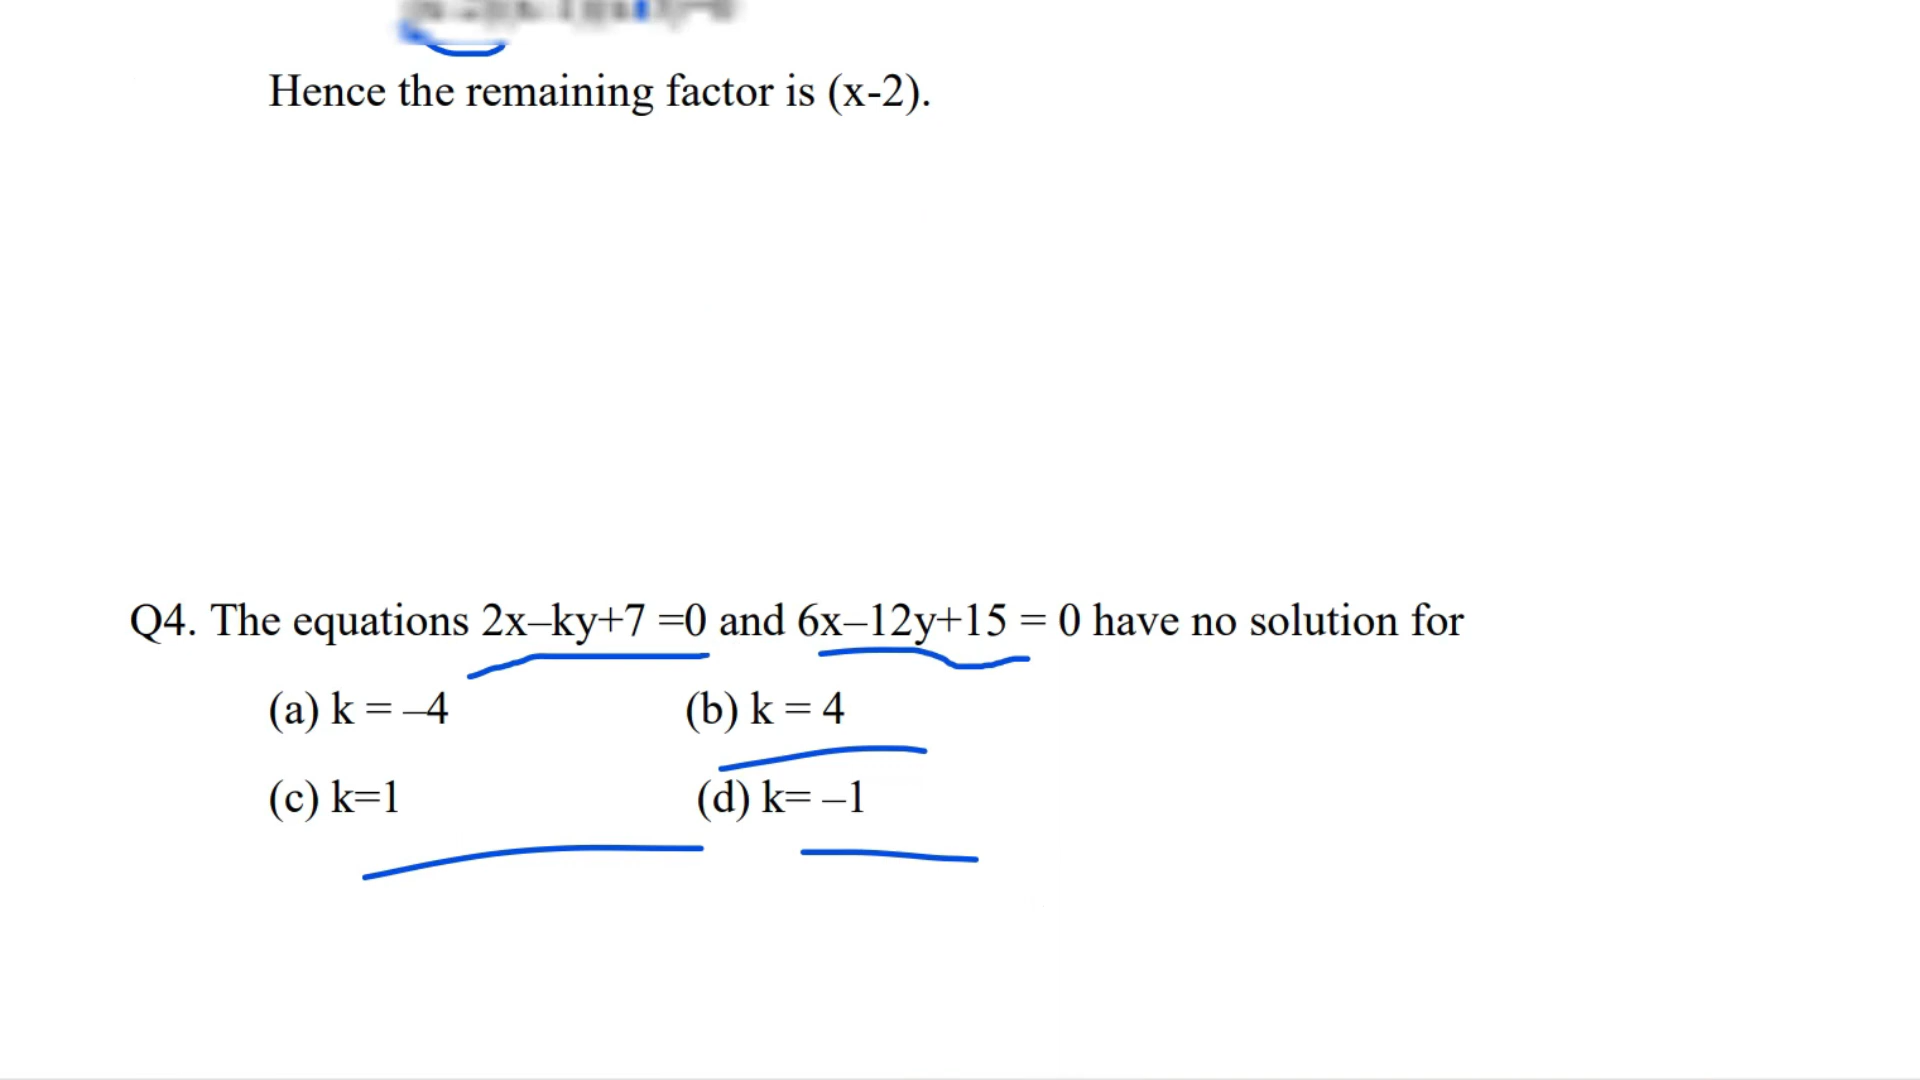 Hence the remaining factor is (x-2).
Q4. The equations 2x–ky+7 =0 and 6x–12y+15 = 0 have no solution for
(a) k = –4 (b) k = 4
(c) k=1 (d) k= –1